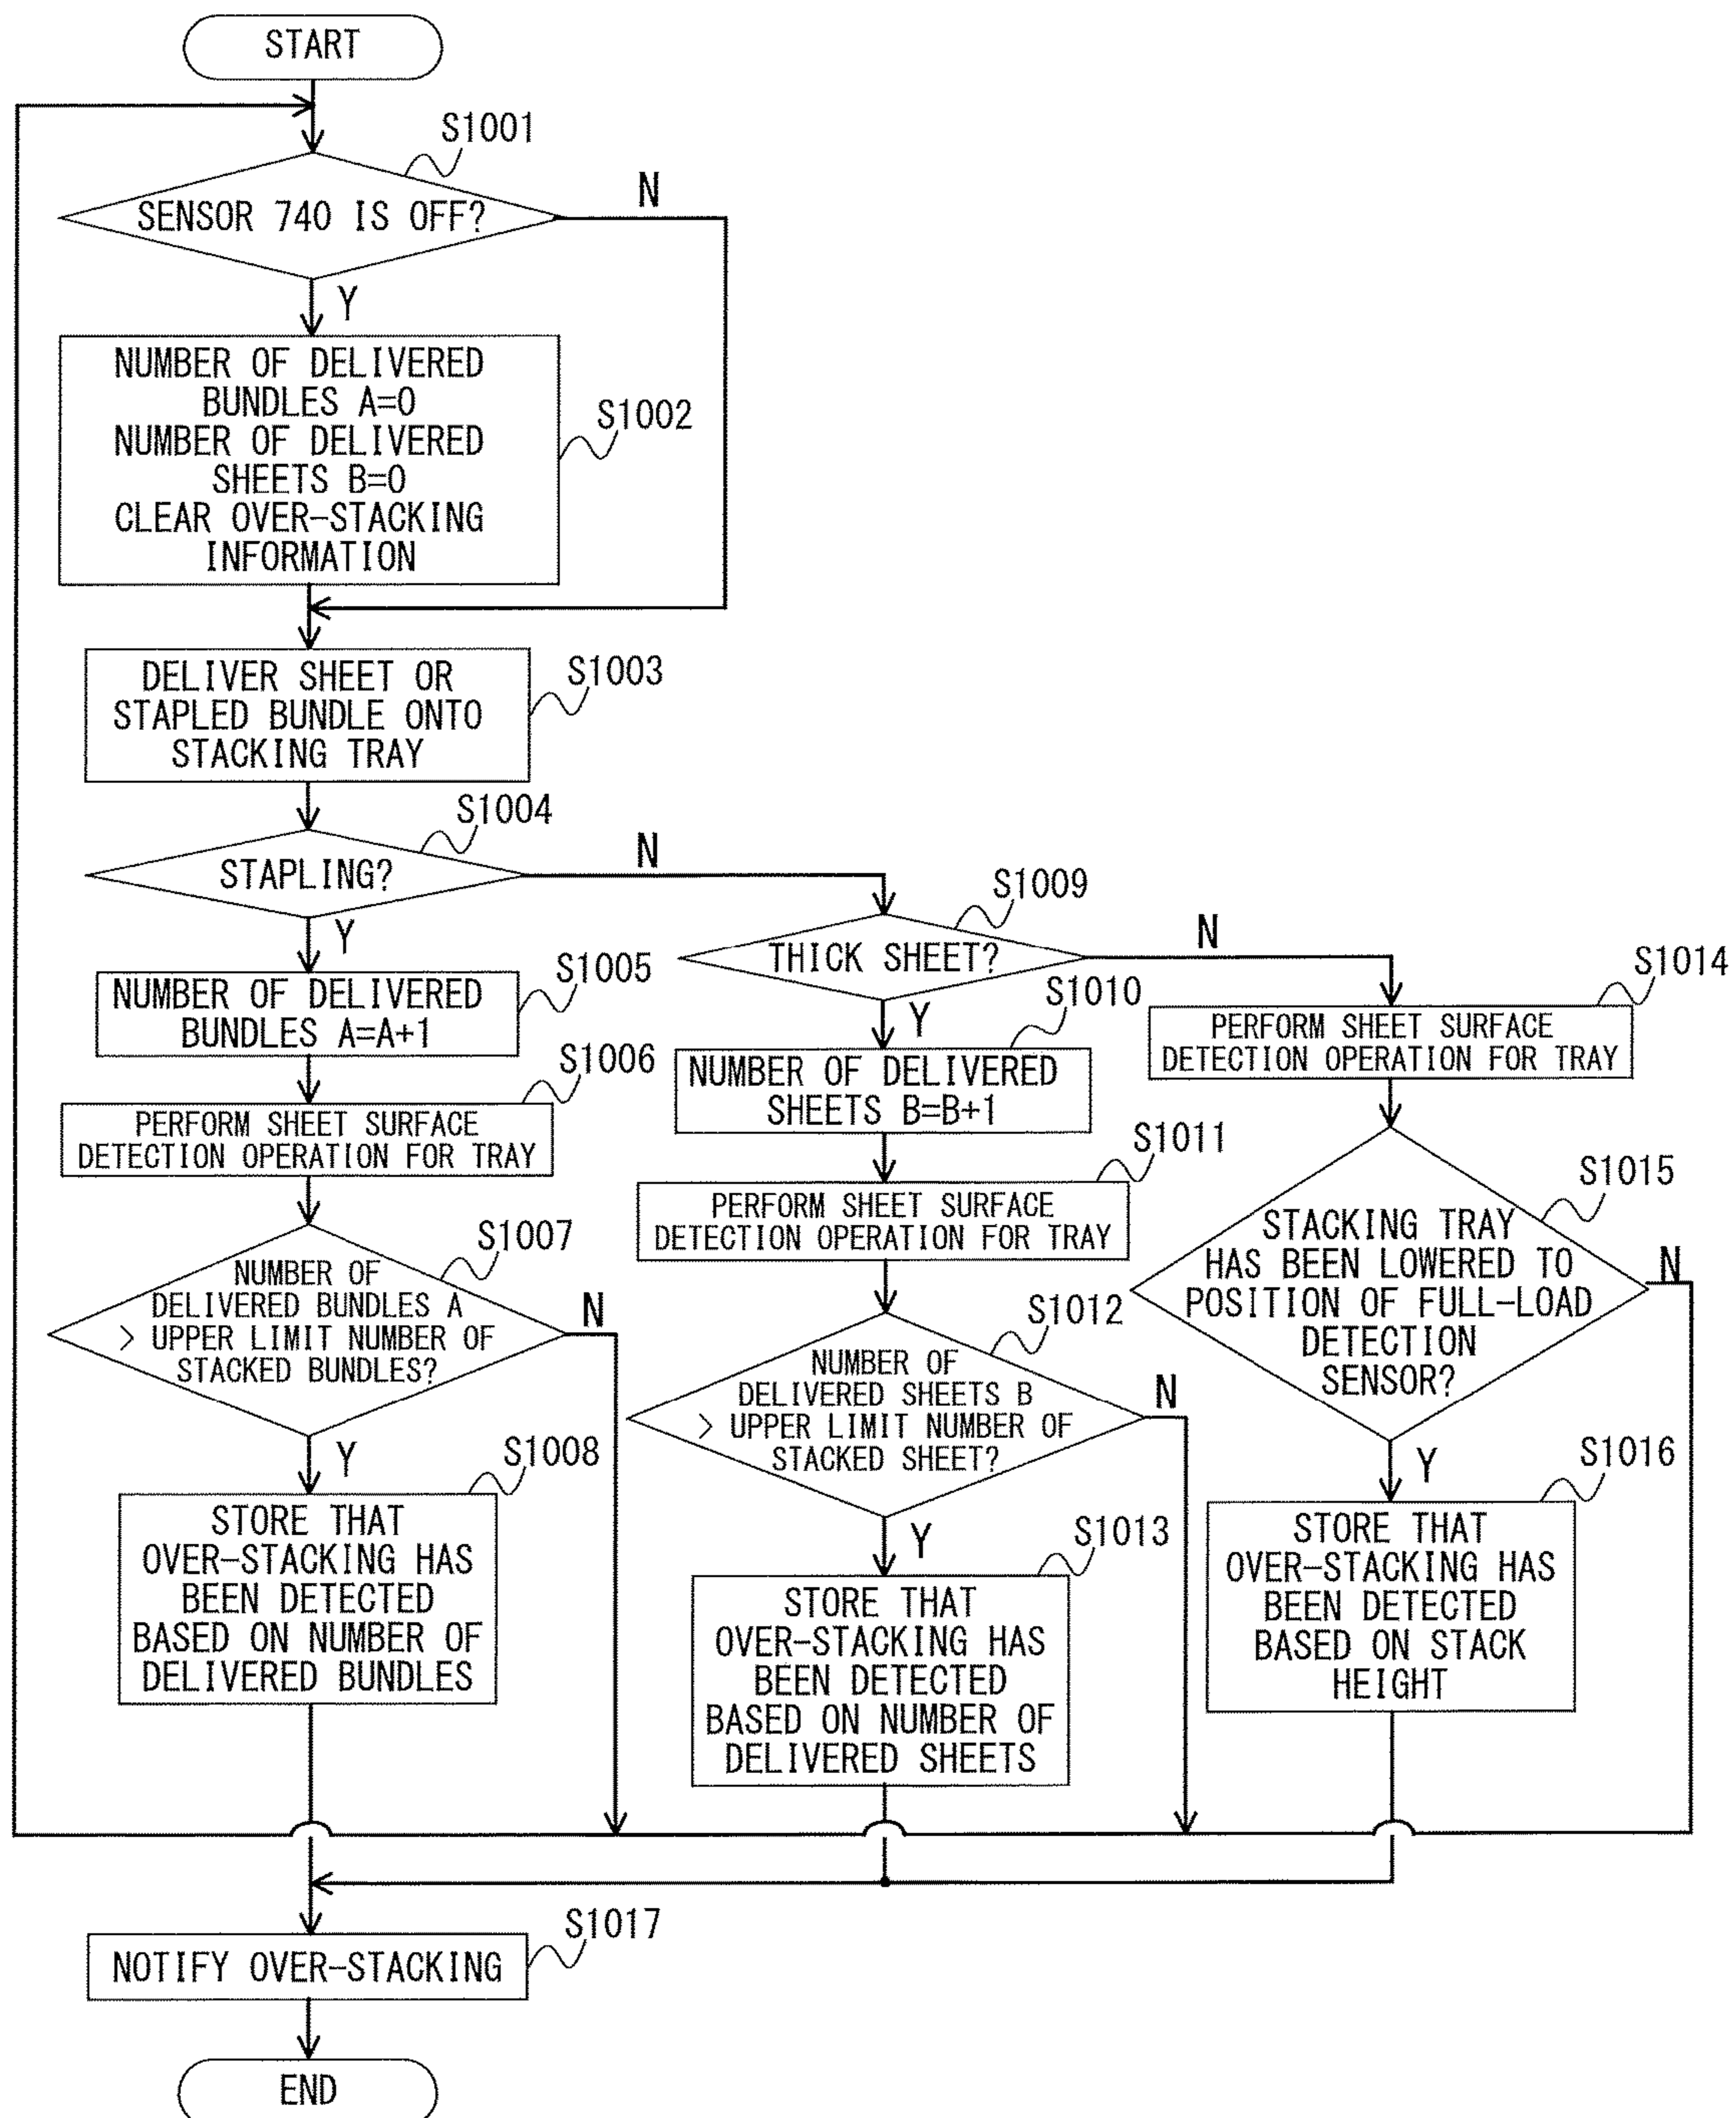 START
S1001
SENSOR 740 IS OFF?
N
Y
NUMBER OF DELIVERED
BUNDLES A=0
NUMBER OF DELIVERED
SHEETS B=0
CLEAR OVER-STACKING
INFORMATION
S1002
DELIVER SHEET OR
STAPLED BUNDLE ONTO
STACKING TRAY
S1003
S1004
STAPLING?
N
Y
S1005
NUMBER OF DELIVERED
BUNDLES A=A+1
S1006
PERFORM SHEET SURFACE
DETECTION OPERATION FOR TRAY
S1007
NUMBER OF
DELIVERED BUNDLES A
> UPPER LIMIT NUMBER OF
STACKED BUNDLES?
N
Y
S1008
STORE THAT
OVER-STACKING HAS
BEEN DETECTED
BASED ON NUMBER OF
DELIVERED BUNDLES
S1009
THICK SHEET?
N
Y
S1010
NUMBER OF DELIVERED
SHEETS B=B+1
S1011
PERFORM SHEET SURFACE
DETECTION OPERATION FOR TRAY
S1012
NUMBER OF
DELIVERED SHEETS B
> UPPER LIMIT NUMBER OF
STACKED SHEET?
N
Y
S1013
STORE THAT
OVER-STACKING HAS
BEEN DETECTED
BASED ON NUMBER OF
DELIVERED SHEETS
S1014
PERFORM SHEET SURFACE
DETECTION OPERATION FOR TRAY
S1015
STACKING TRAY
HAS BEEN LOWERED TO
POSITION OF FULL-LOAD
DETECTION
SENSOR?
N
Y
S1016
STORE THAT
OVER-STACKING HAS
BEEN DETECTED
BASED ON STACK
HEIGHT
S1017
NOTIFY OVER-STACKING
END